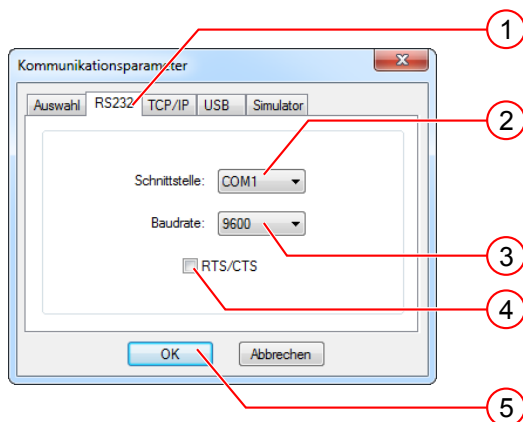 1
Kommunikationsparameter
Auswahl RS232 TCP/IP USB Simulator
2
Schnittstelle: COM1
Baudrate: 9600
3
RTS/CTS
4
OK Abbrechen
5